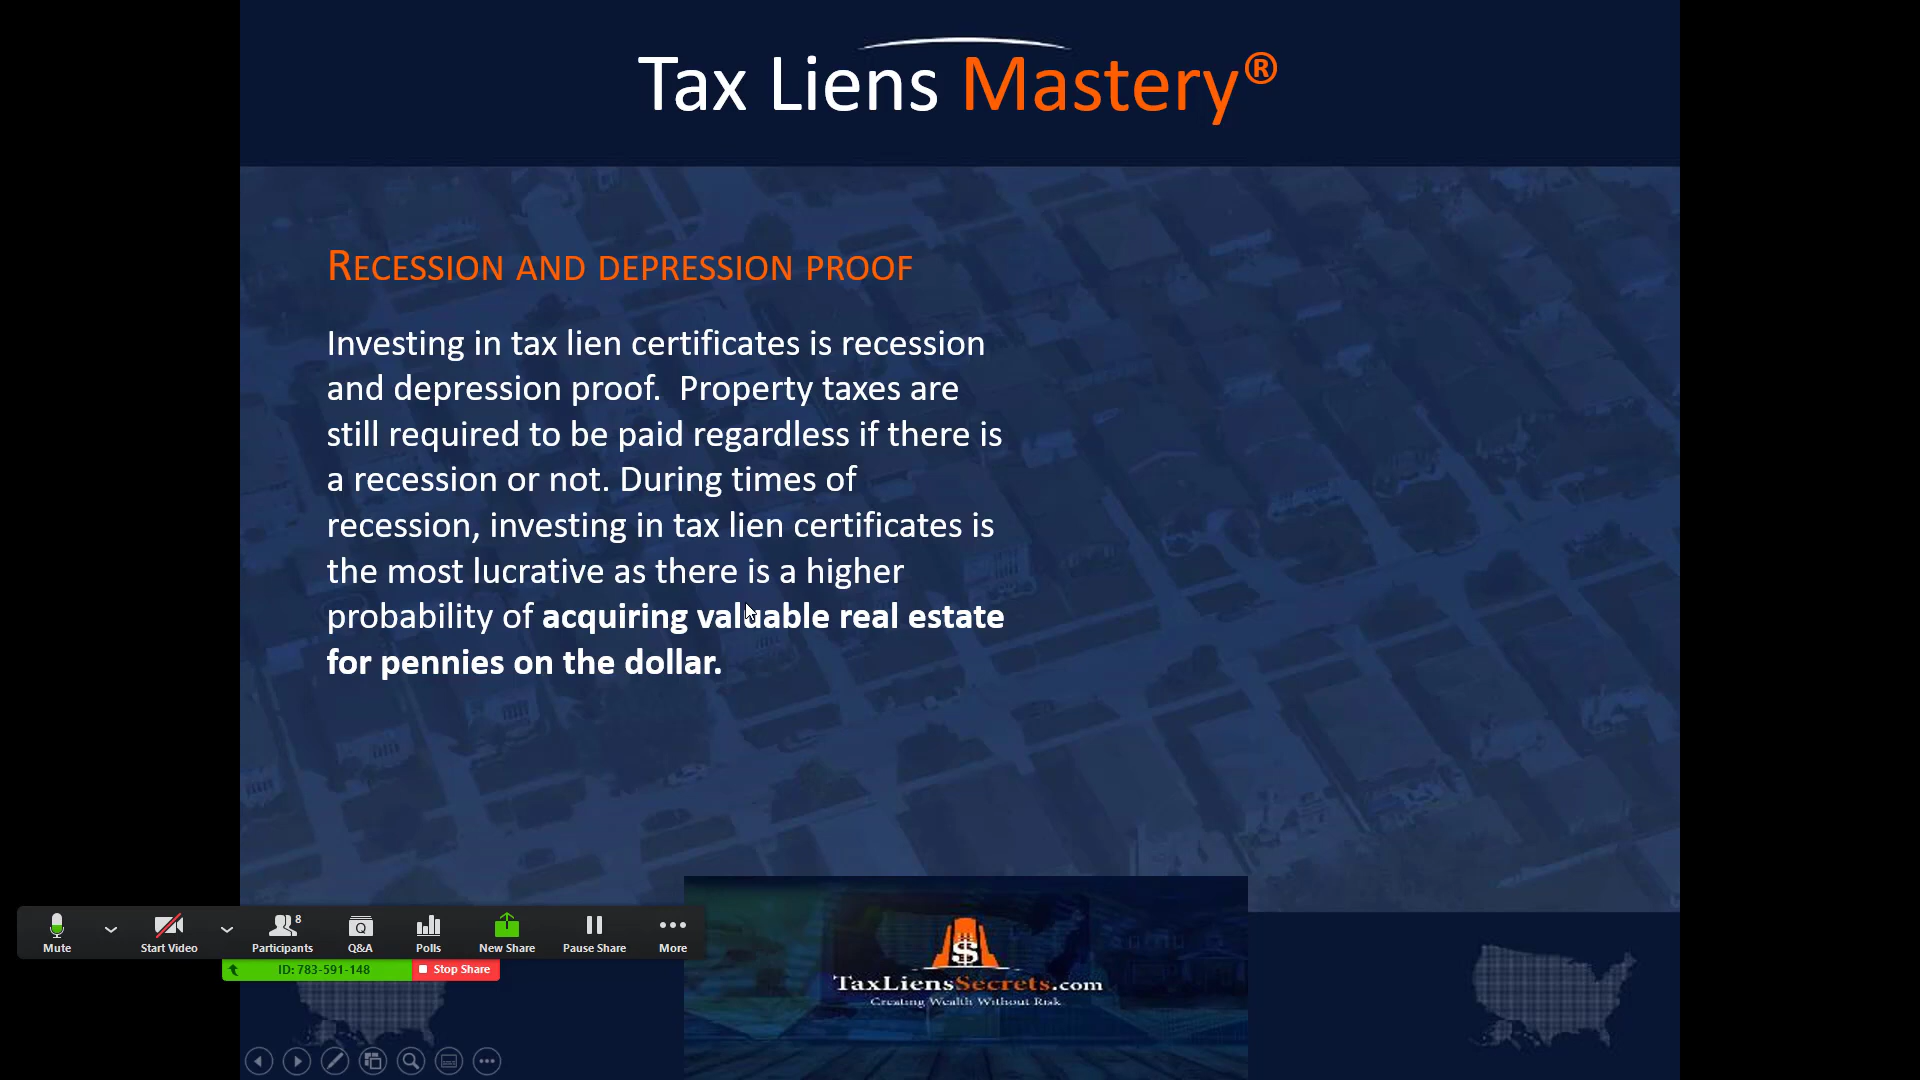 Tax Liens Mastery®
RECESSION AND DEPRESSION PROOF
Investing in tax lien certificates is recession
and depression proof.  Property taxes are
still required to be paid regardless if there is
a recession or not. During times of
recession, investing in tax lien certificates is
the most lucrative as there is a higher
probability of acquiring valuable real estate
for pennies on the dollar.
8
Q
Mute
Start Video
Participants
Q&A
Polls
New Share
Pause Share
More
ID: 783-591-148
Stop Share
$
TaxLiensSecrets.com
Creating Wealth Without Risk